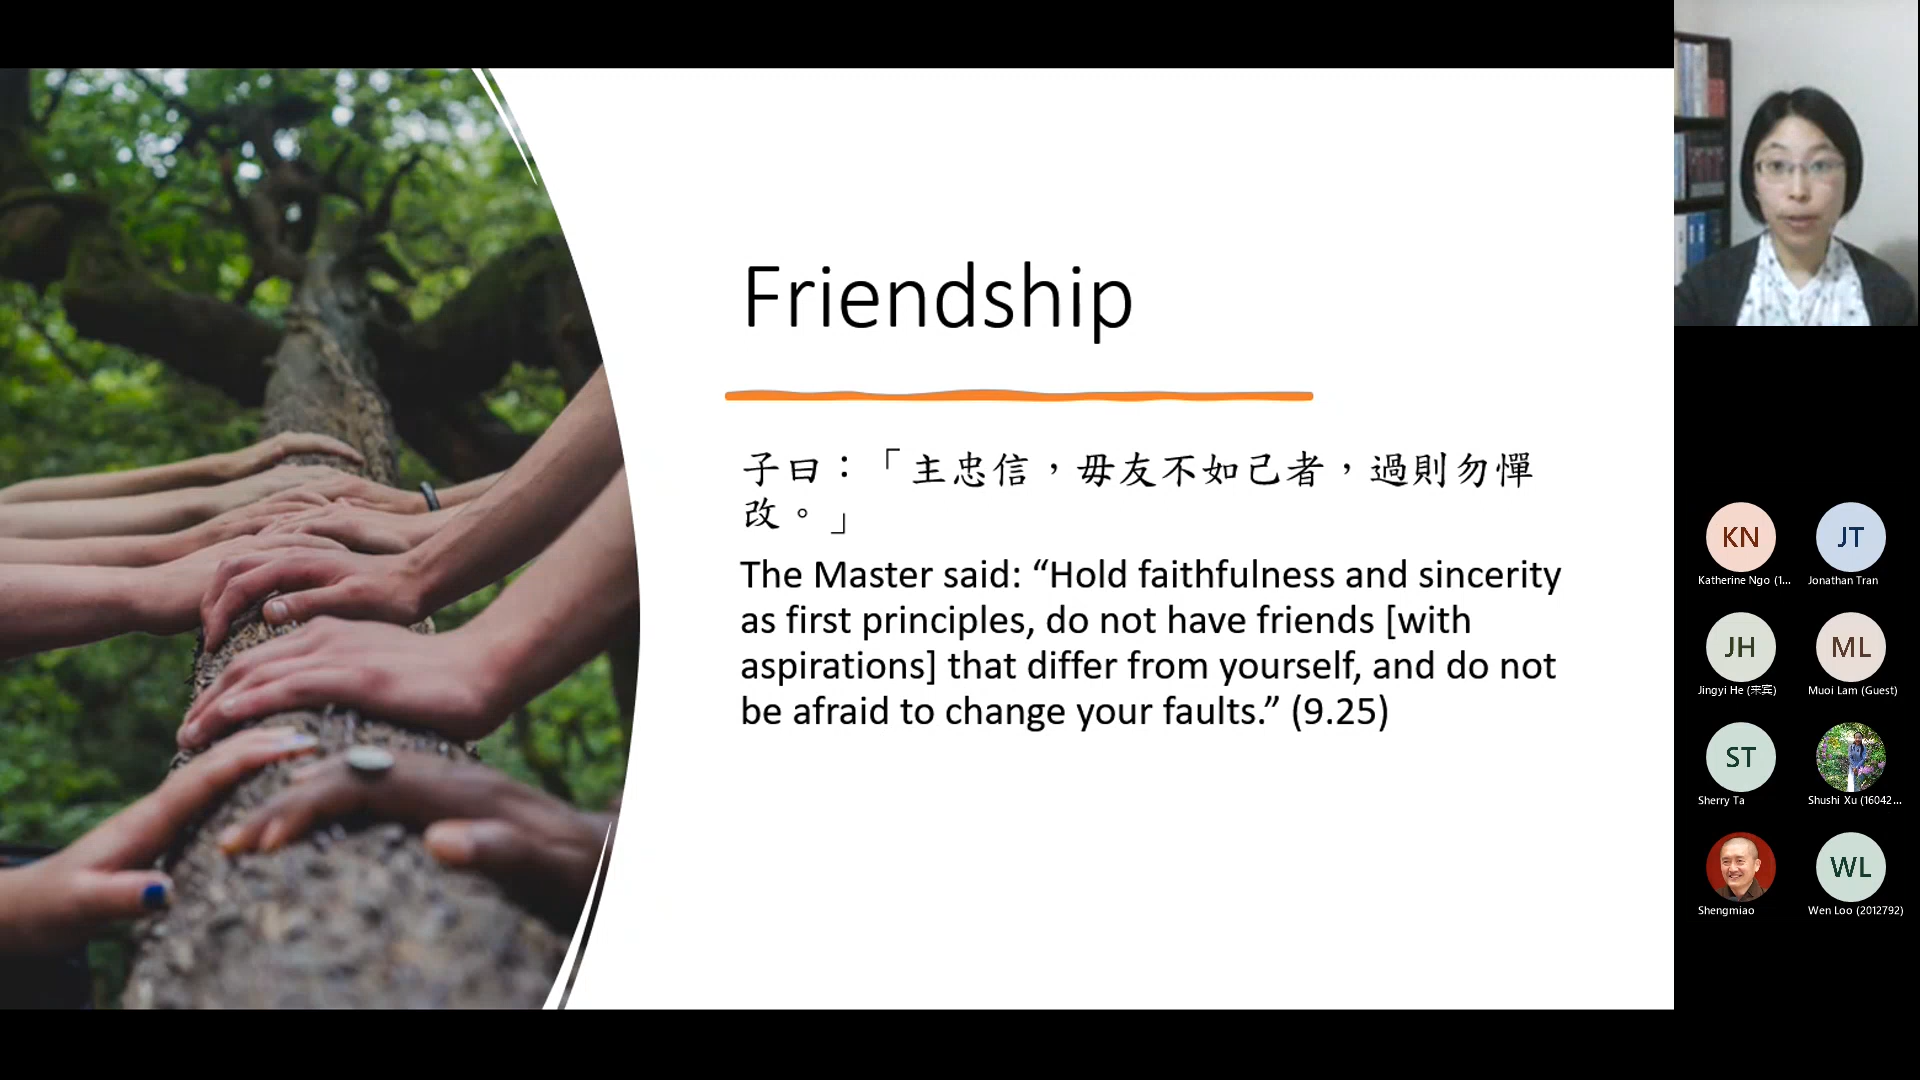 Friendship
子曰：「主忠信，毋友不如己者，過則勿憚
改。」
The Master said: “Hold faithfulness and sincerity
as first principles, do not have friends [with
aspirations] that differ from yourself, and do not
be afraid to change your faults.” (9.25)
KN
Katherine Ngo (1...
JT
Jonathan Tran
JH
Jingyi He (来宾)
ML
Muoi Lam (Guest)
ST
Sherry Ta
Shushi Xu (16042...
Shengmiao
WL
Wen Loo (2012792)